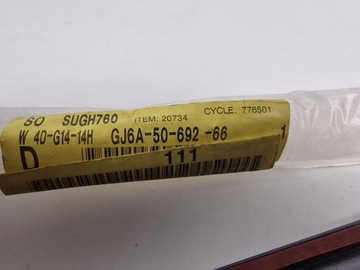 SO SUGH760 ITEM: 20734 CYCLE: 776501
W 4D-G14-14H GJ6A-50-692 -66 1
D 111